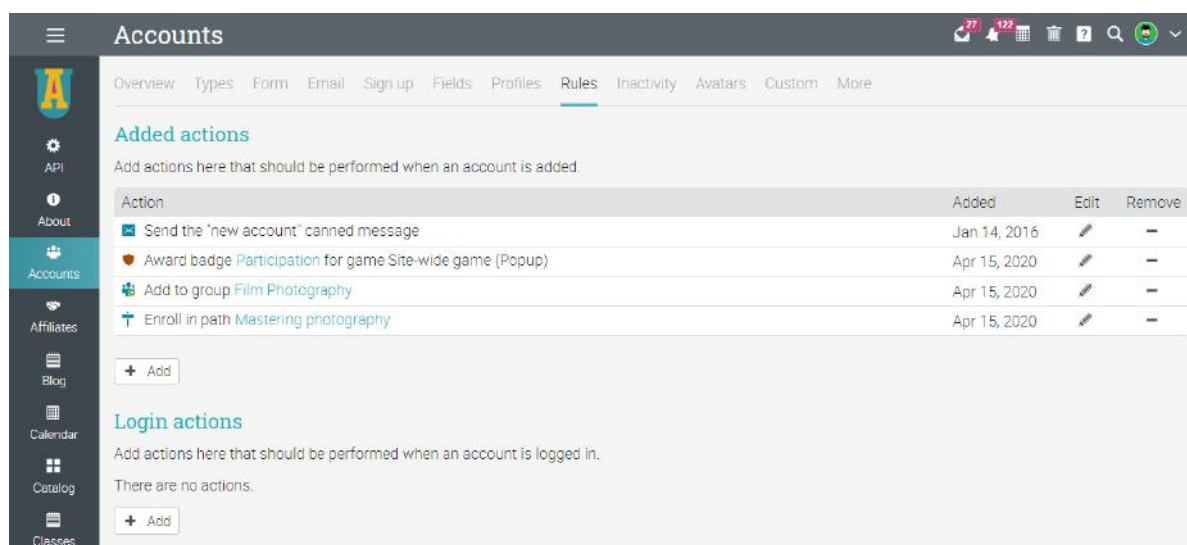 Accounts
27
122
Overview Types Form Email Sign up Fields Profiles Rules Inactivity Avatars Custom More
A
API
About
Accounts
Affiliates
Blog
Calendar
Catalog
Classes
Added actions
Add actions here that should be performed when an account is added.
Action Added Edit Remove
Send the "new account" canned message Jan 14, 2016
Award badge Participation for game Site-wide game (Popup) Apr 15, 2020
Add to group Film Photography Apr 15, 2020
Enroll in path Mastering photography Apr 15, 2020
+ Add
Login actions
Add actions here that should be performed when an account is logged in.
There are no actions.
+ Add